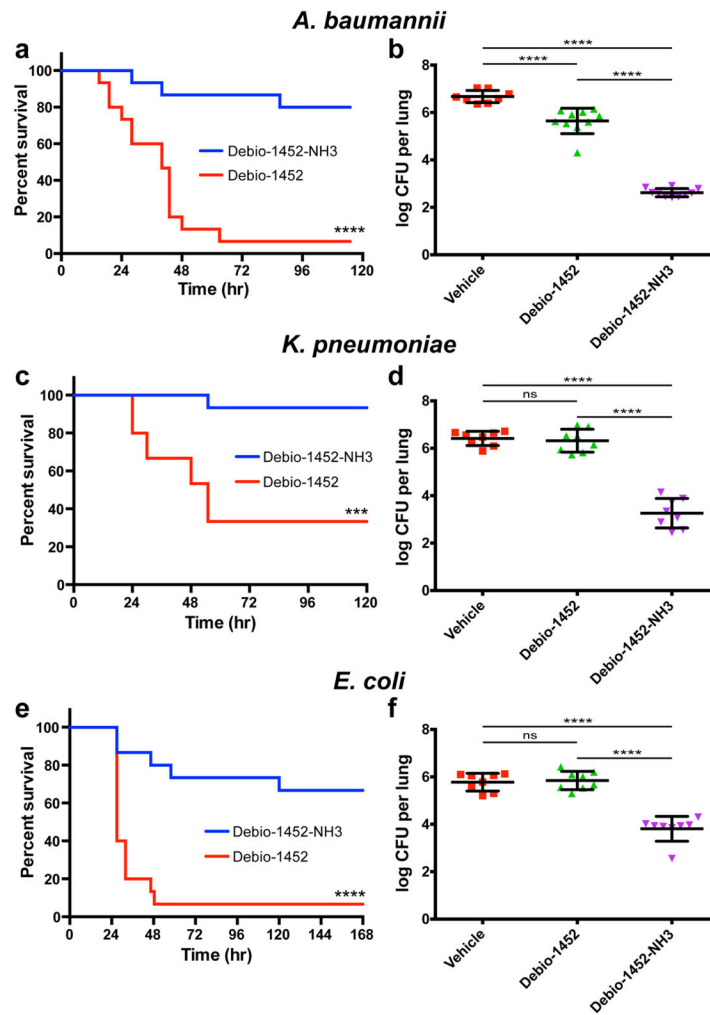 A. baumannii
a
Percent survival
100
80
60
40
20
0
Debio-1452-NH3
Debio-1452
****
0 24 48 72 96 120
Time (hr)
b
log CFU per lung
8
6
4
2
0
****
**** ****
Vehicle
Debio-1452
Debio-1452-NH3
K. pneumoniae
c
Percent survival
100
80
60
40
20
0
Debio-1452-NH3
Debio-1452
***
0 24 48 72 96 120
Time (hr)
d
log CFU per lung
8
6
4
2
0
****
ns ****
Vehicle
Debio-1452
Debio-1452-NH3
E. coli
e
Percent survival
100
80
60
40
20
0
Debio-1452-NH3
Debio-1452
****
0 24 48 72 96 120 144 168
Time (hr)
f
log CFU per lung
8
6
4
2
0
****
ns ****
Vehicle
Debio-1452
Debio-1452-NH3